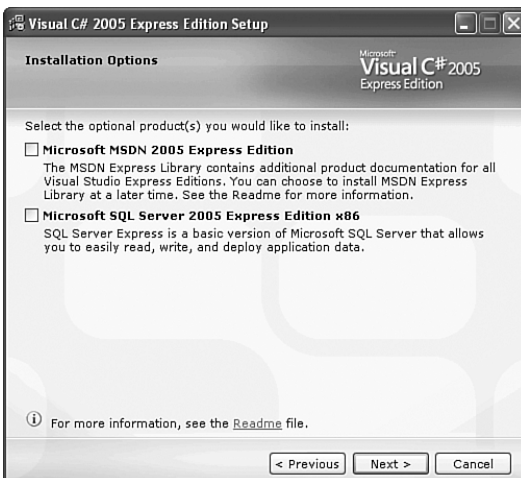 Visual C# 2005 Express Edition Setup
Installation Options
Microsoft
Visual C# 2005
Express Edition
Select the optional product(s) you would like to install:
Microsoft MSDN 2005 Express Edition
The MSDN Express Library contains additional product documentation for all
Visual Studio Express Editions. You can choose to install MSDN Express
Library at a later time. See the Readme for more information.
Microsoft SQL Server 2005 Express Edition x86
SQL Server Express is a basic version of Microsoft SQL Server that allows
you to easily read, write, and deploy application data.
For more information, see the Readme file.
< Previous Next > Cancel